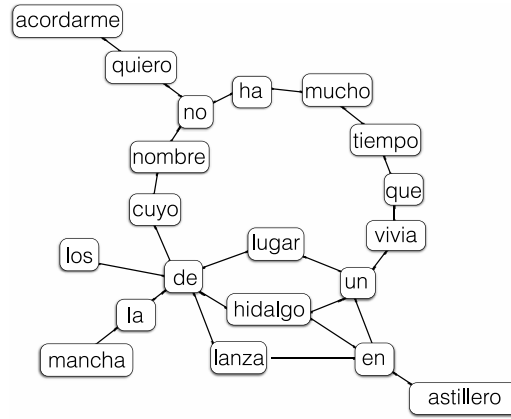 acordarme
quiero
no
ha
mucho
nombre
tiempo
cuyo
que
vivia
los
de
lugar
un
la
hidalgo
mancha
lanza
en
astillero